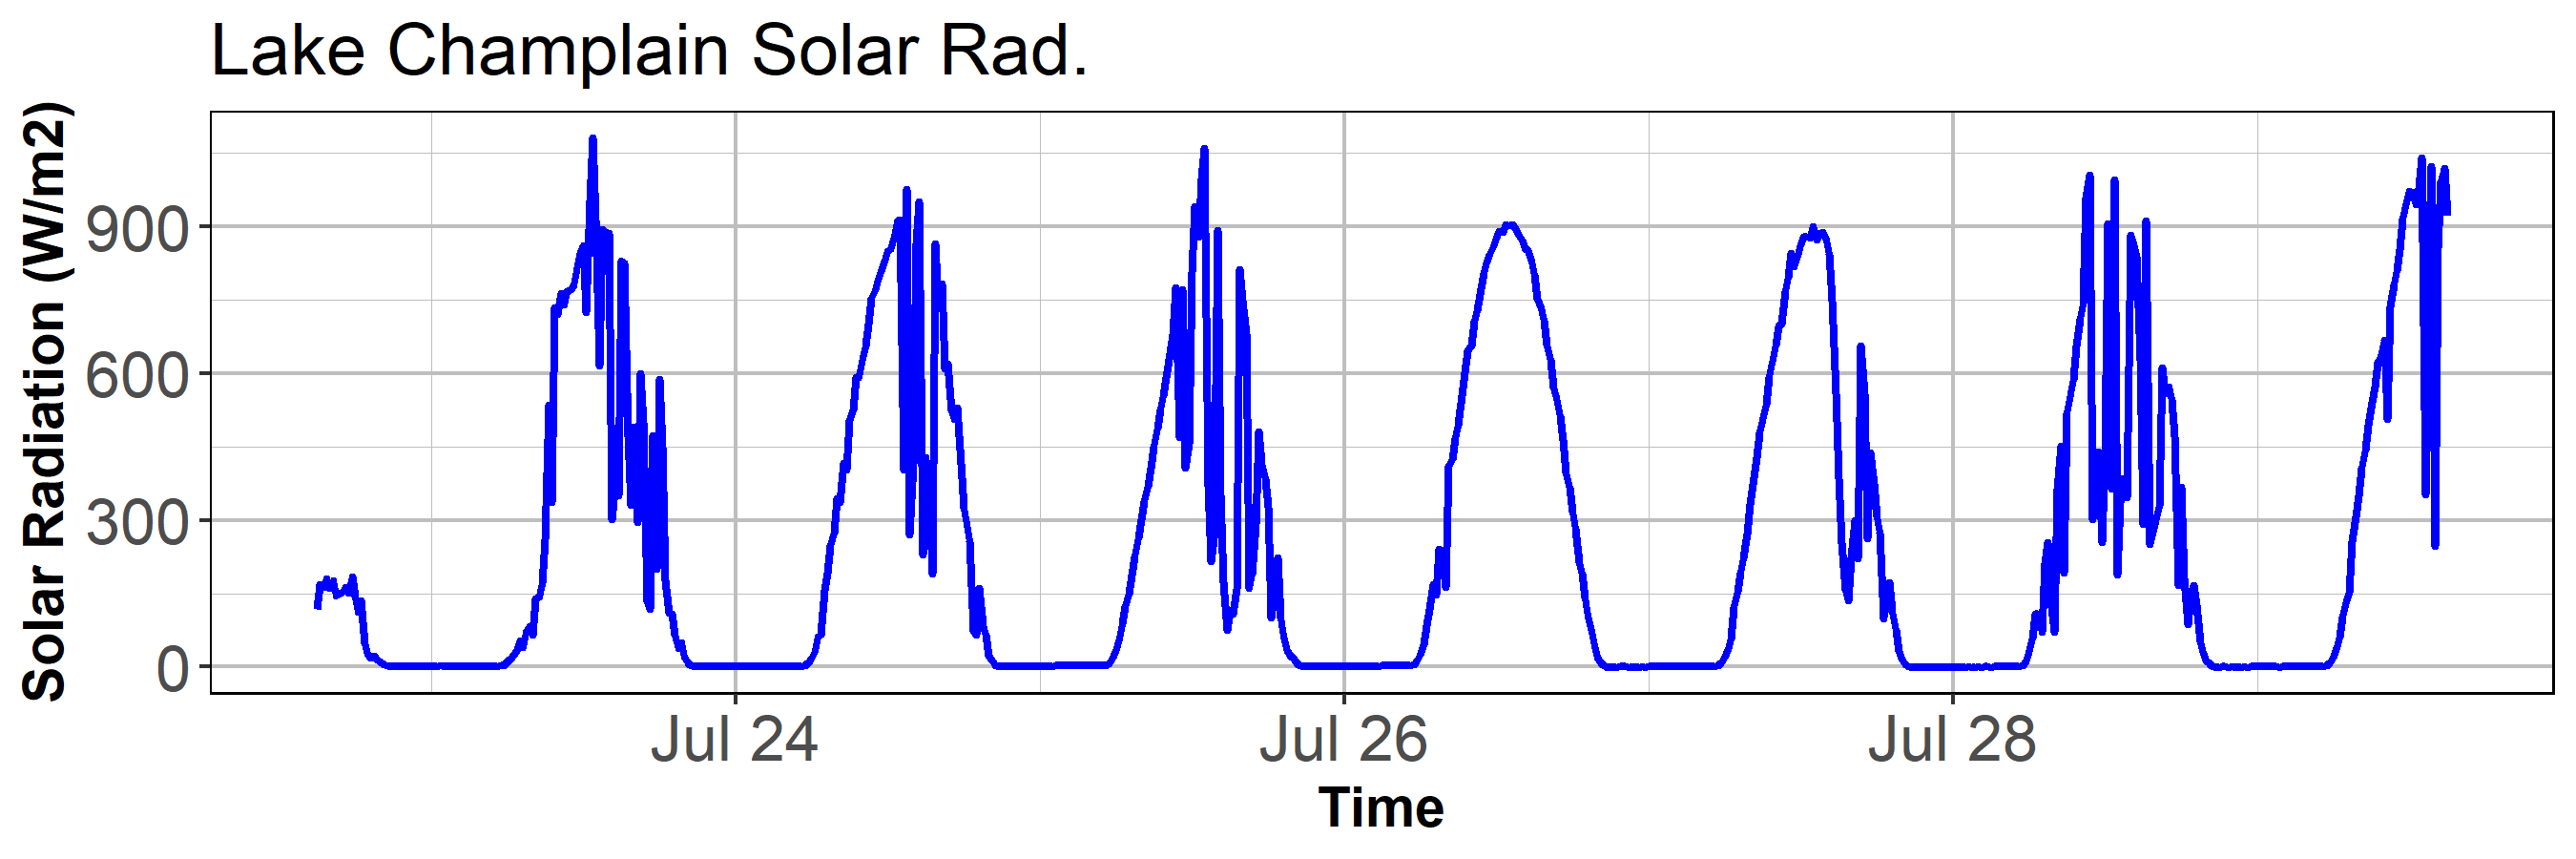 Lake Champlain Solar Rad.
Solar Radiation (W/m2)
900
600
300
0
Jul 24
Jul 26
Jul 28
Time